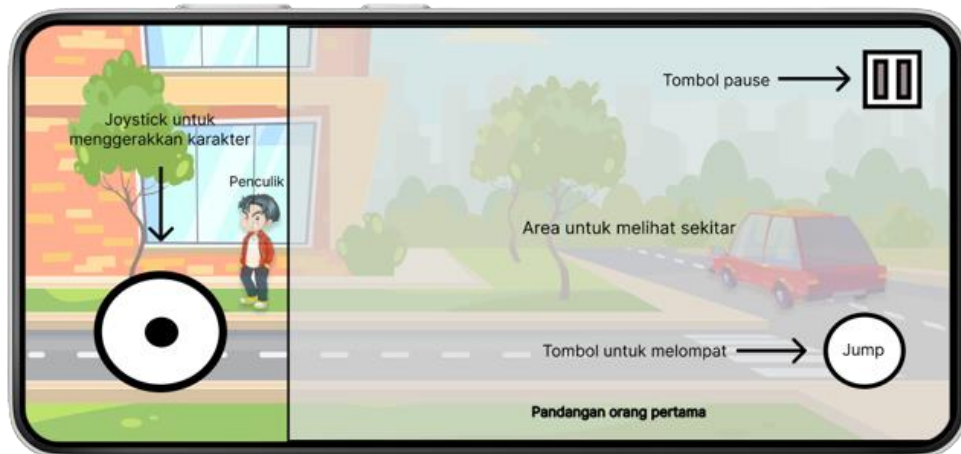 Tombol pause
Joystick untuk
menggerakkan karakter
Penculik
Area untuk melihat sekitar
Tombol untuk melompat
Jump
Pandangan orang pertama